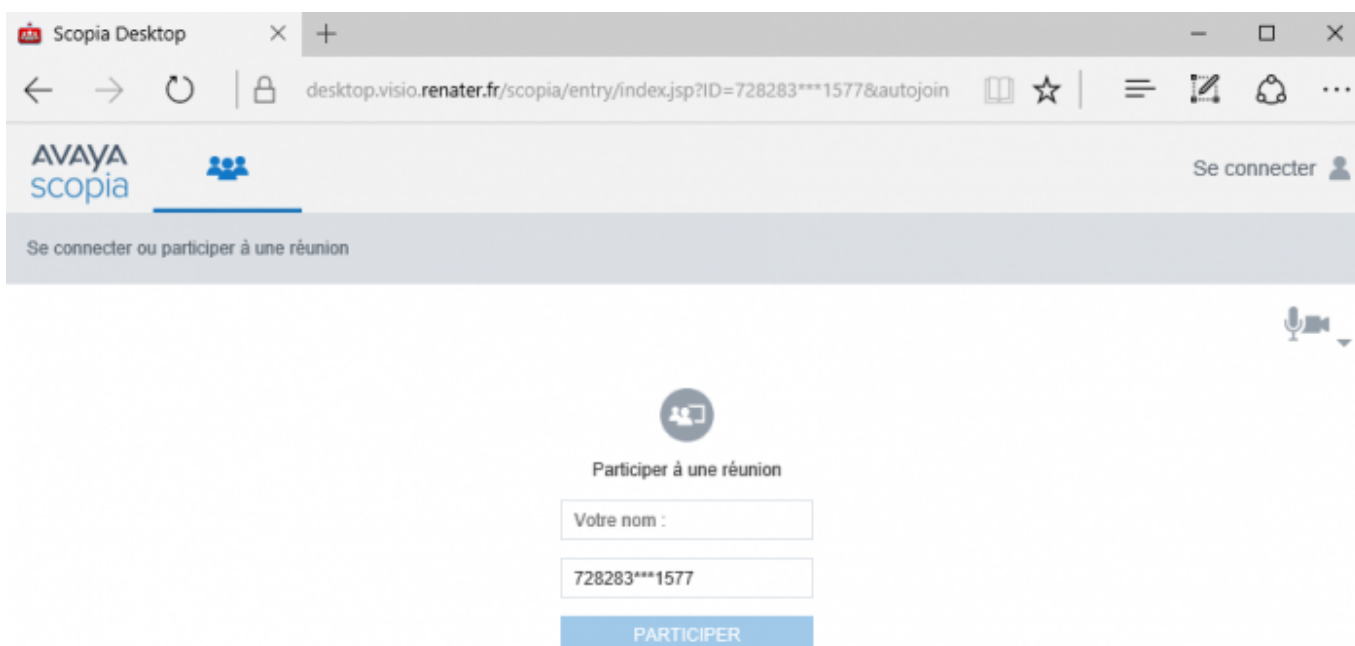 Scopia Desktop
desktop.visio.renater.fr/scopia/entry/index.jsp?ID=728283***1577&autojoin
AVAYA
scopia
Se connecter
Se connecter ou participer à une réunion
Participer à une réunion
Votre nom :
728283***1577
PARTICIPER